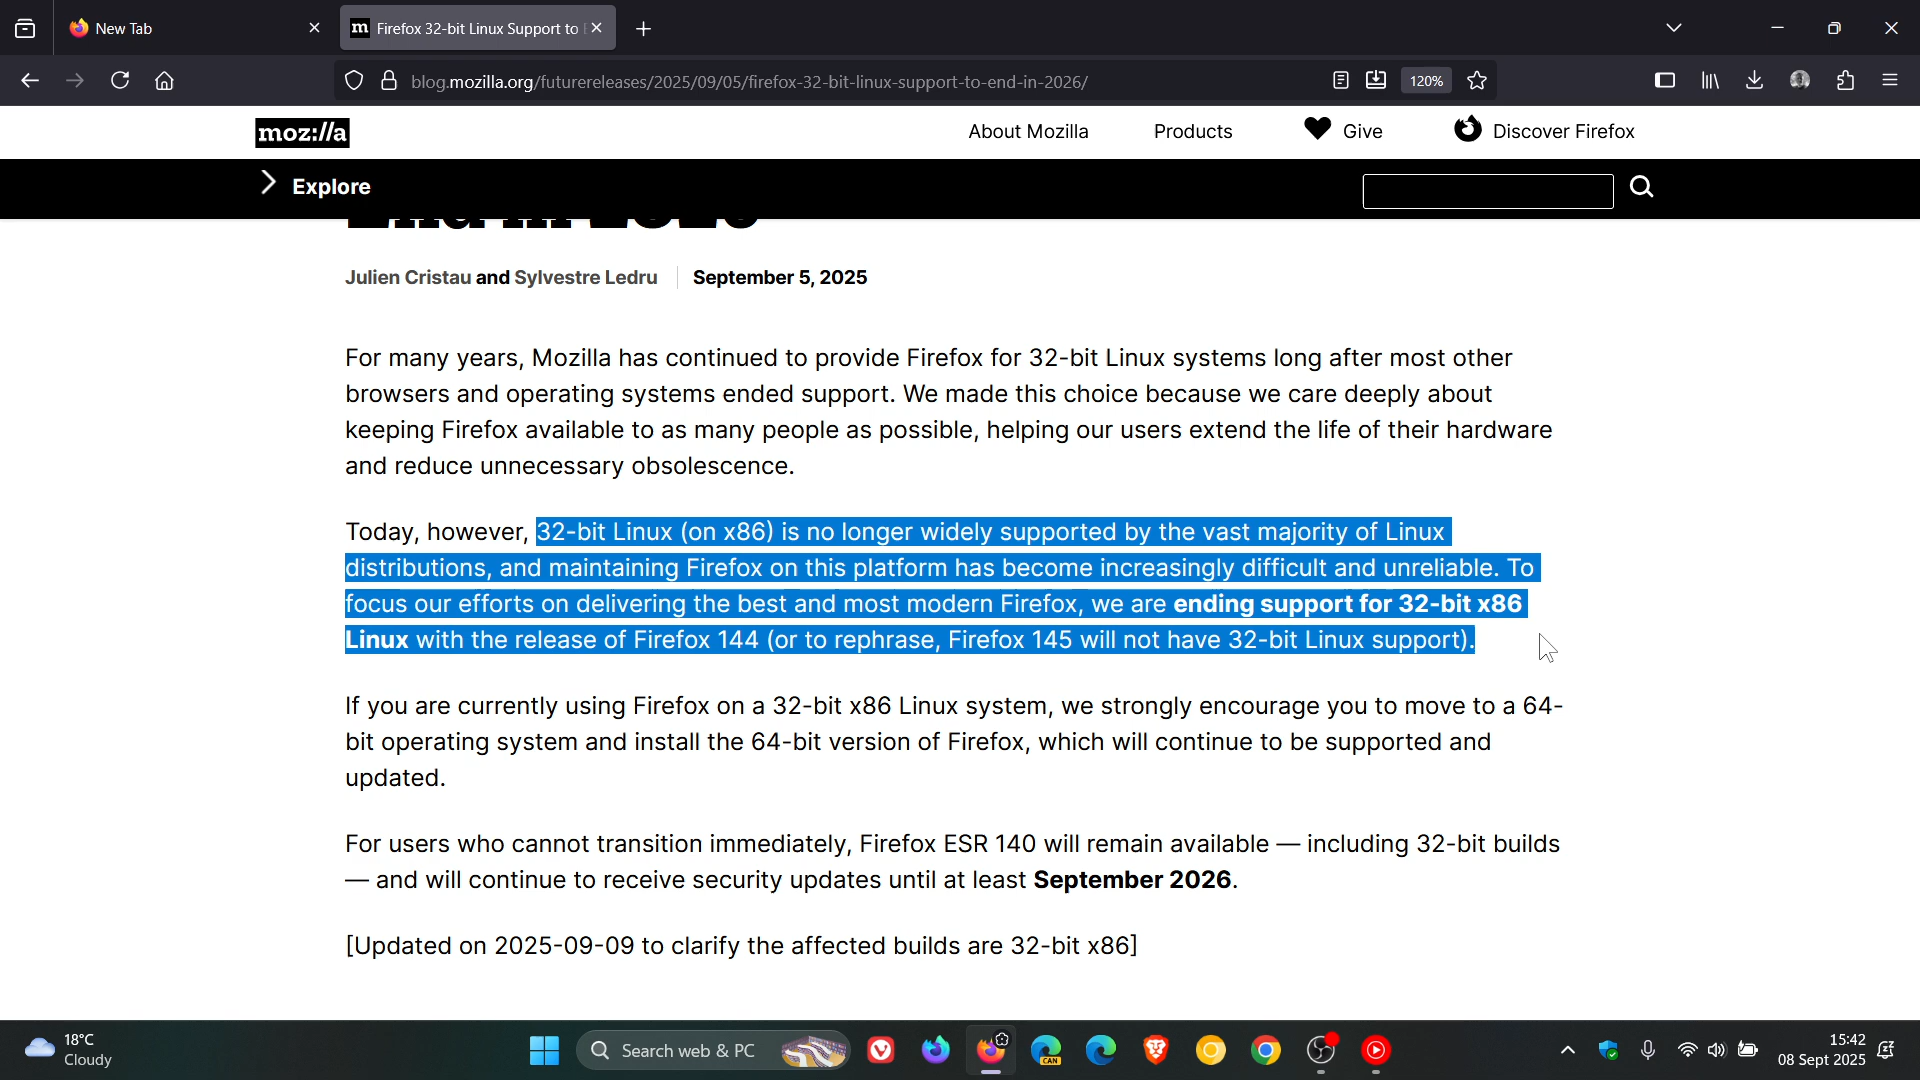 New Tab
Firefox 32-bit Linux Support to
blog.mozilla.org/futurereleases/2025/09/05/firefox-32-bit-linux-support-to-end-in-2026/
120%
moz://a
About Mozilla
Products
Give
Discover Firefox
Explore
Julien Cristau and Sylvestre Ledru
September 5, 2025
For many years, Mozilla has continued to provide Firefox for 32-bit Linux systems long after most other
browsers and operating systems ended support. We made this choice because we care deeply about
keeping Firefox available to as many people as possible, helping our users extend the life of their hardware
and reduce unnecessary obsolescence.
Today, however, 32-bit Linux (on x86) is no longer widely supported by the vast majority of Linux
distributions, and maintaining Firefox on this platform has become increasingly difficult and unreliable. To
focus our efforts on delivering the best and most modern Firefox, we are ending support for 32-bit x86
Linux with the release of Firefox 144 (or to rephrase, Firefox 145 will not have 32-bit Linux support).
If you are currently using Firefox on a 32-bit x86 Linux system, we strongly encourage you to move to a 64-
bit operating system and install the 64-bit version of Firefox, which will continue to be supported and
updated.
For users who cannot transition immediately, Firefox ESR 140 will remain available — including 32-bit builds
— and will continue to receive security updates until at least September 2026.
[Updated on 2025-09-09 to clarify the affected builds are 32-bit x86]
18°C
Cloudy
Search web & PC
CAN
15:42
08 Sept 2025